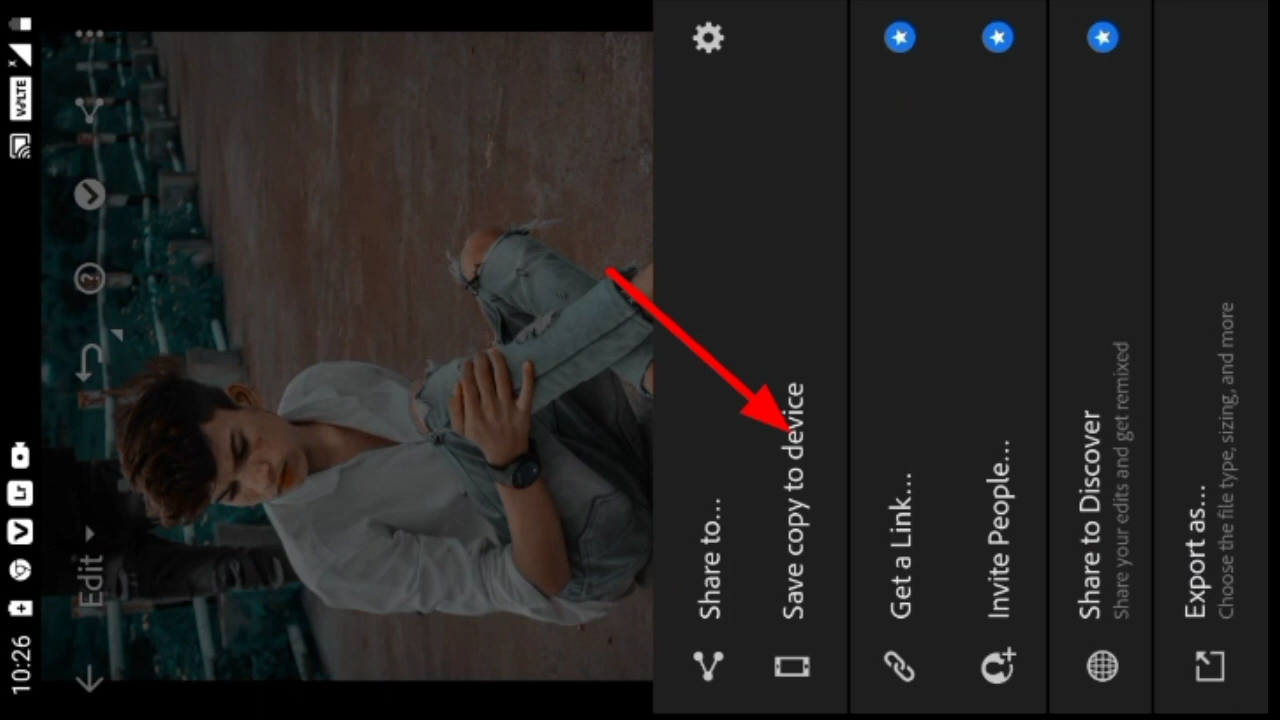 10:26
VoLTE
Edit
Share to...
Save copy to device
Get a Link...
Invite People...
Share to Discover
Share your edits and get remixed
Export as...
Choose the file type, sizing, and more